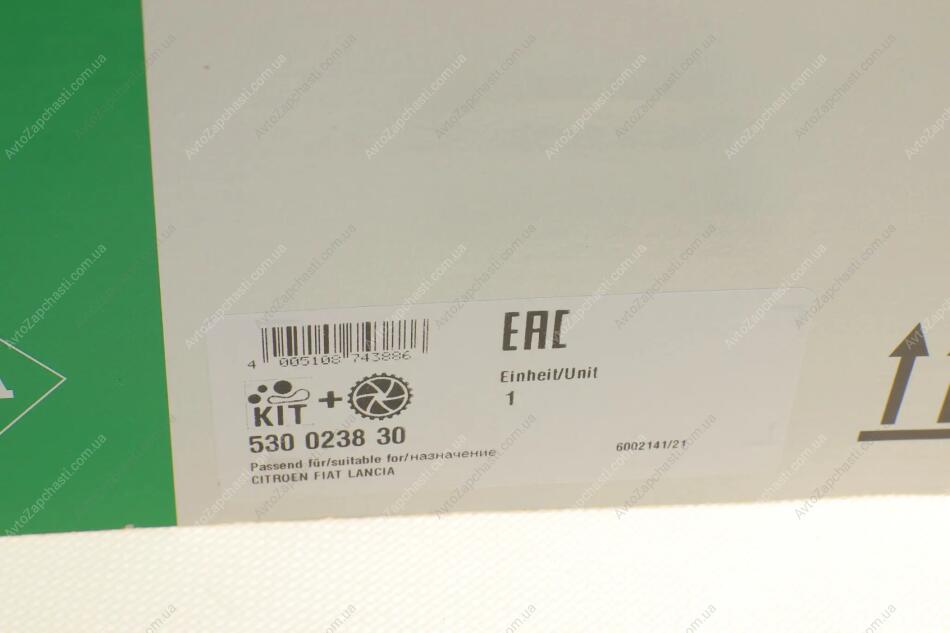 4 005108 743886
EAC
Einheit/Unit
1
KIT +
530 0238 30
Passend für/suitable for/назначение
CITROEN FIAT LANCIA
6002141/21
A
AvtoZapchasti.com.ua